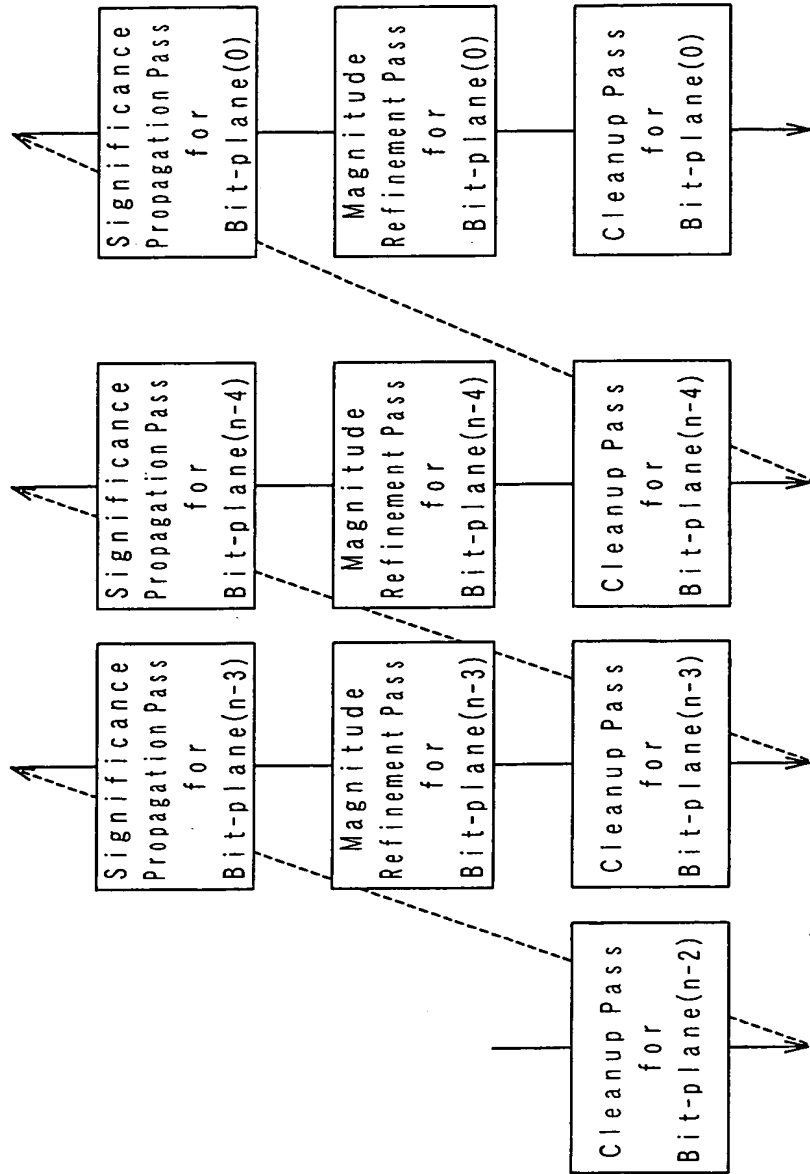 Cleanup Pass
for
Bit-plane(n-2)
Significance
Propagation Pass
for
Bit-plane(n-3)
Magnitude
Refinement Pass
for
Bit-plane(n-3)
Cleanup Pass
for
Bit-plane(n-3)
Significance
Propagation Pass
for
Bit-plane(n-4)
Magnitude
Refinement Pass
for
Bit-plane(n-4)
Cleanup Pass
for
Bit-plane(n-4)
Significance
Propagation Pass
for
Bit-plane(0)
Magnitude
Refinement Pass
for
Bit-plane(0)
Cleanup Pass
for
Bit-plane(0)